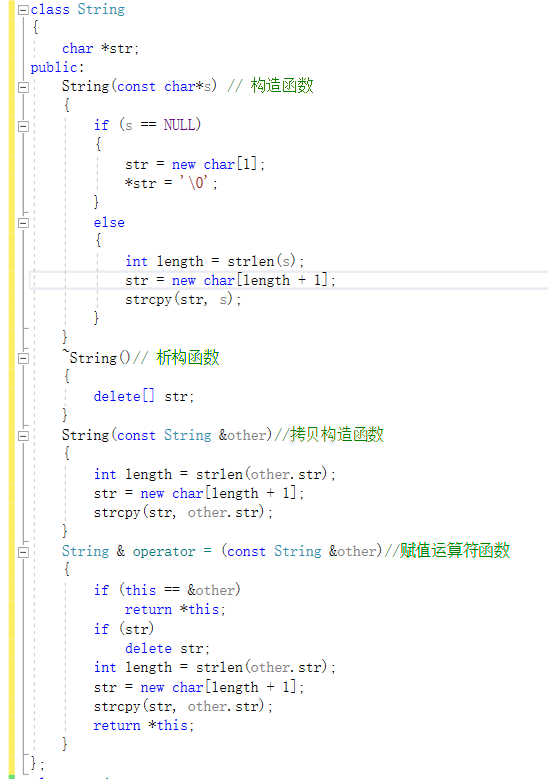 class String
{
    char *str;
public:
    String(const char*s) // 构造函数
    {
        if (s == NULL)
        {
            str = new char[1];
            *str = '\0';
        }
        else
        {
            int length = strlen(s);
            str = new char[length + 1];
            strcpy(str, s);
        }
    }
    ~String()// 析构函数
    {
        delete[] str;
    }
    String(const String &other)//拷贝构造函数
    {
        int length = strlen(other.str);
        str = new char[length + 1];
        strcpy(str, other.str);
    }
    String & operator = (const String &other)//赋值运算符函数
    {
        if (this == &other)
            return *this;
        if (str)
            delete str;
        int length = strlen(other.str);
        str = new char[length + 1];
        strcpy(str, other.str);
        return *this;
    }
};